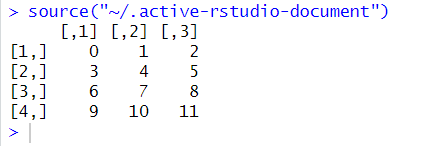 > source("~/.active-rstudio-document")
     [,1] [,2] [,3]
[1,]    0    1    2
[2,]    3    4    5
[3,]    6    7    8
[4,]    9   10   11
>